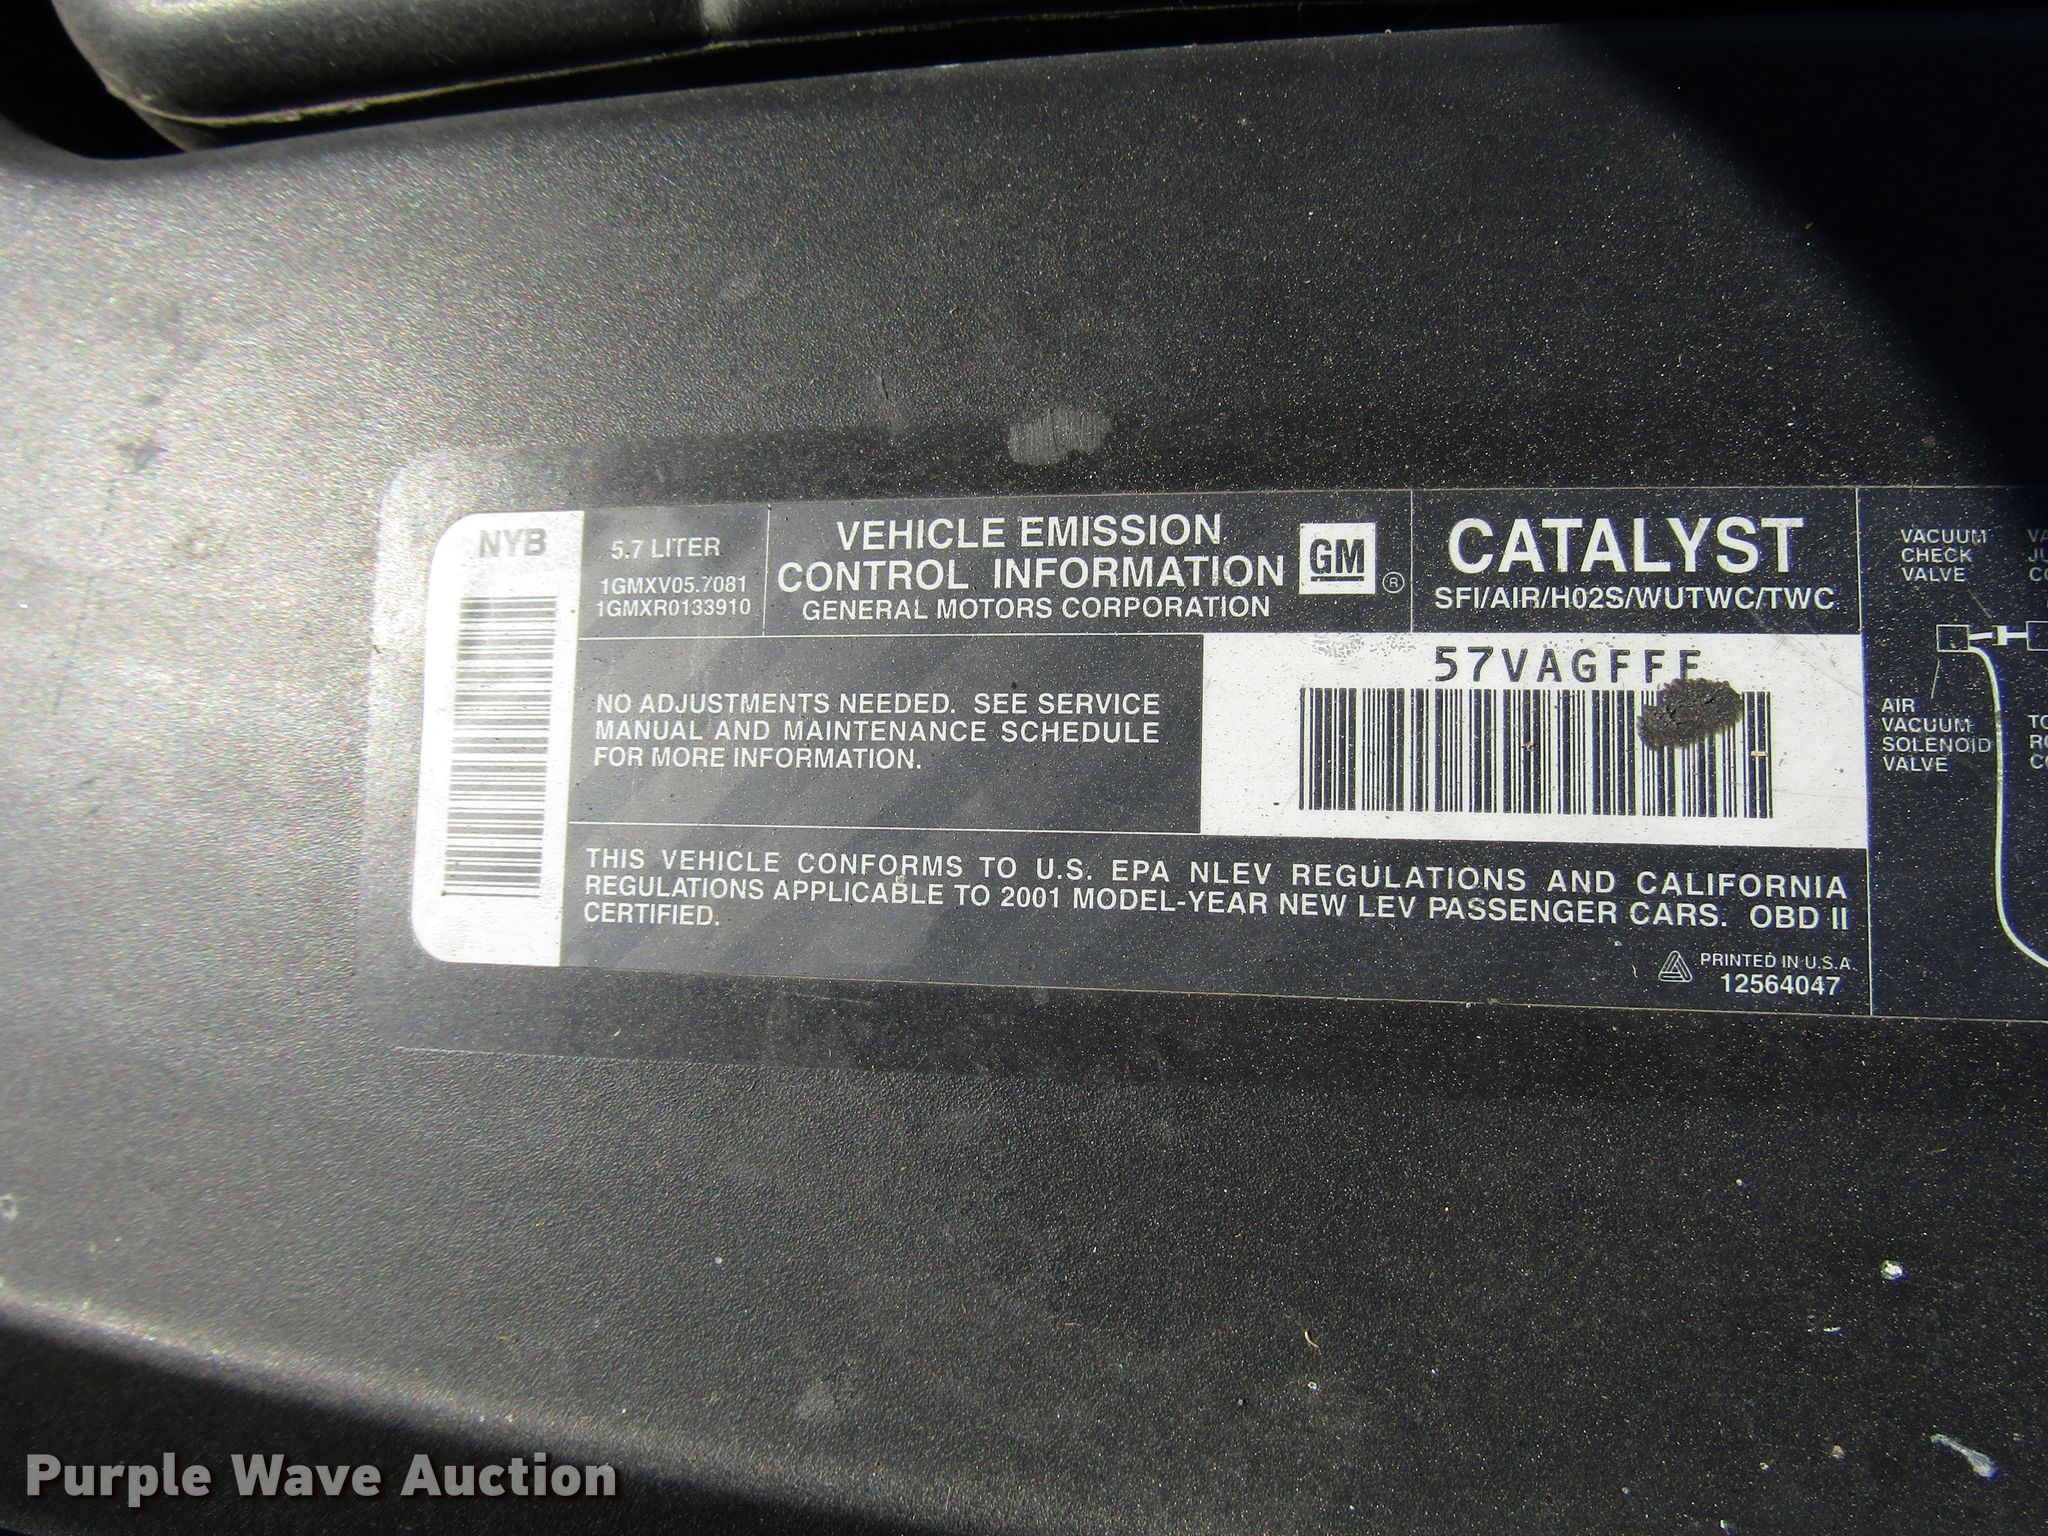 NYB
5.7 LITER
1GMXV05.7081
1GMXR0133910
VEHICLE EMISSION
CONTROL INFORMATION
GENERAL MOTORS CORPORATION
GM
®
CATALYST
SFI/AIR/H02S/WUTWC/TWC
57VAGFFF
NO ADJUSTMENTS NEEDED. SEE SERVICE
MANUAL AND MAINTENANCE SCHEDULE
FOR MORE INFORMATION.
THIS VEHICLE CONFORMS TO U.S. EPA NLEV REGULATIONS AND CALIFORNIA
REGULATIONS APPLICABLE TO 2001 MODEL-YEAR NEW LEV PASSENGER CARS. OBD II
CERTIFIED.
PRINTED IN U.S.A.
12564047
VACUUM
CHECK
VALVE
AIR
VACUUM
SOLENOID
VALVE
Purple Wave Auction